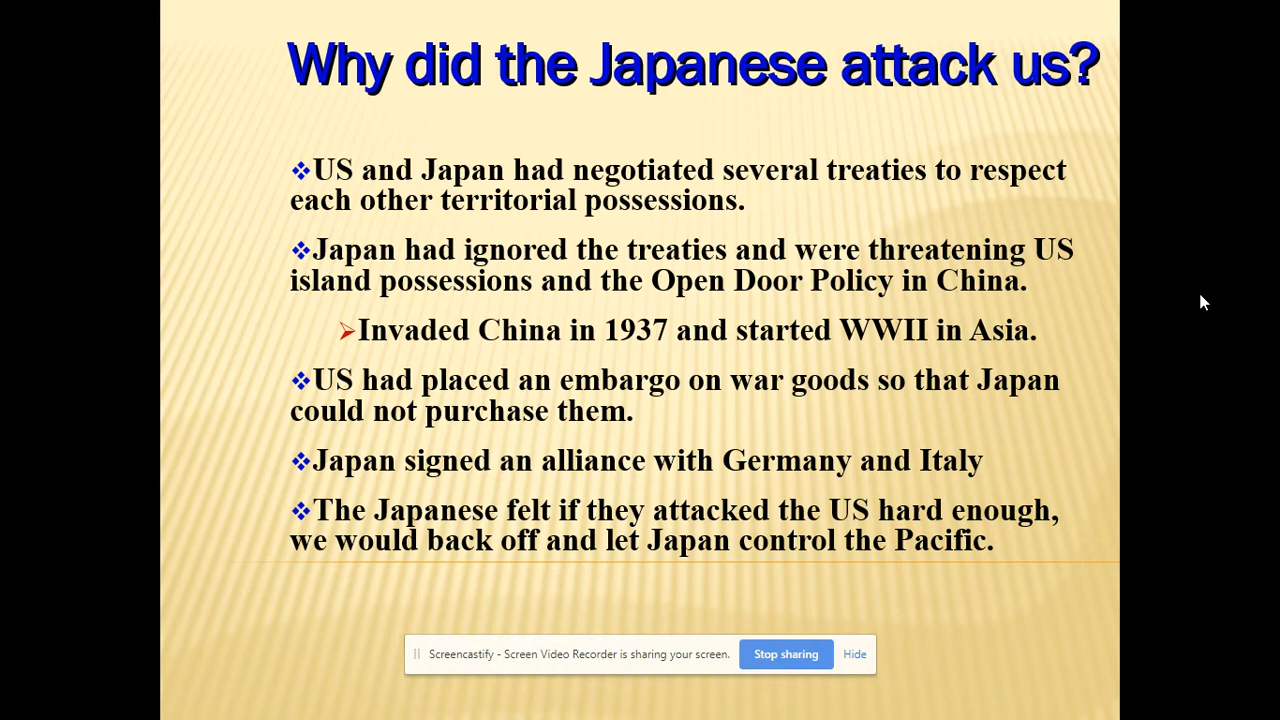 Why did the Japanese attack us?
❖US and Japan had negotiated several treaties to respect
each other territorial possessions.
❖Japan had ignored the treaties and were threatening US
island possessions and the Open Door Policy in China.
➢Invaded China in 1937 and started WWII in Asia.
❖US had placed an embargo on war goods so that Japan
could not purchase them.
❖Japan signed an alliance with Germany and Italy
❖The Japanese felt if they attacked the US hard enough,
we would back off and let Japan control the Pacific.
Screencastify - Screen Video Recorder is sharing your screen. Stop sharing Hide